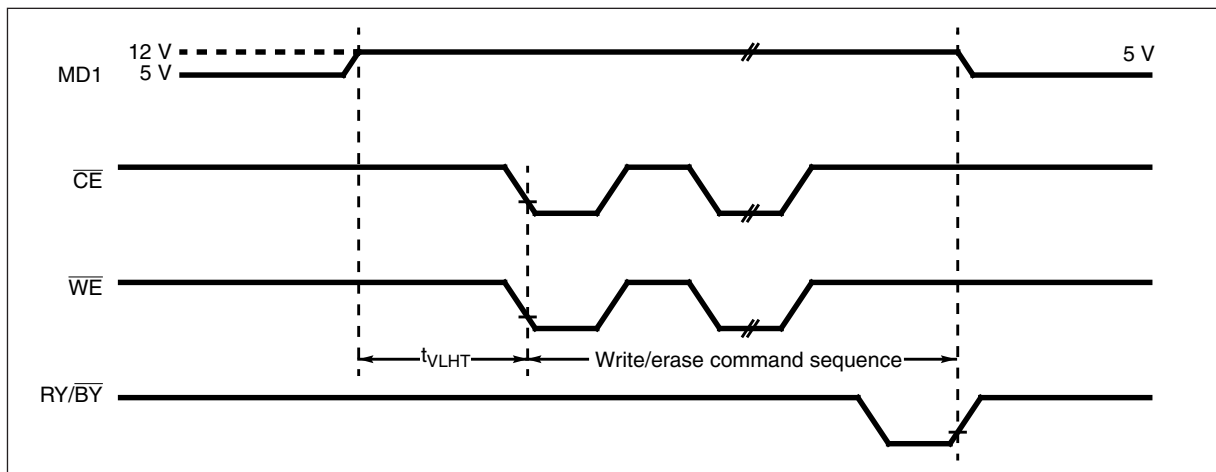 12 V
MD1
5 V
5 V
CE
WE
tVLHT
Write/erase command sequence
RY/BY